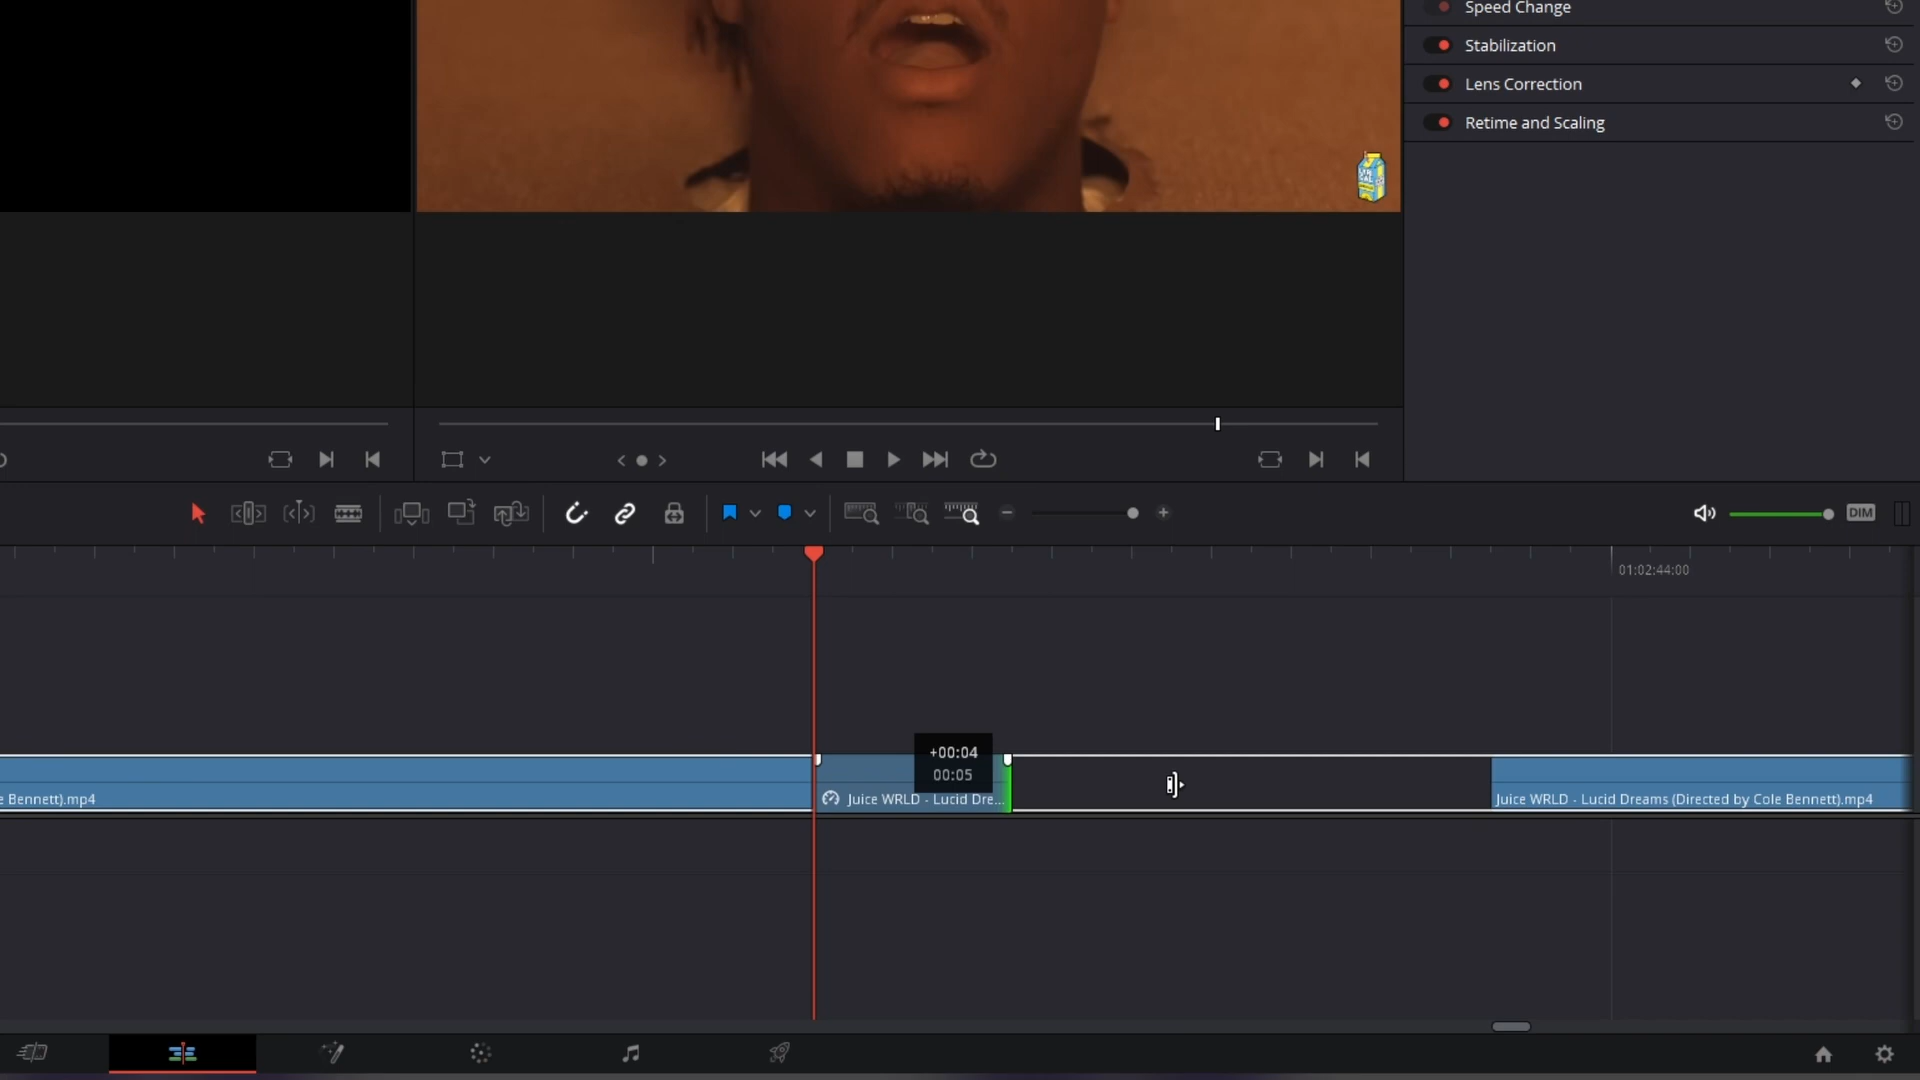 Speed Change
Stabilization
Lens Correction
Retime and Scaling
DIM
01:02:44:00
+00:04
00:05
e Bennett).mp4
Juice WRLD - Lucid Dre...
Juice WRLD - Lucid Dreams (Directed by Cole Bennett).mp4